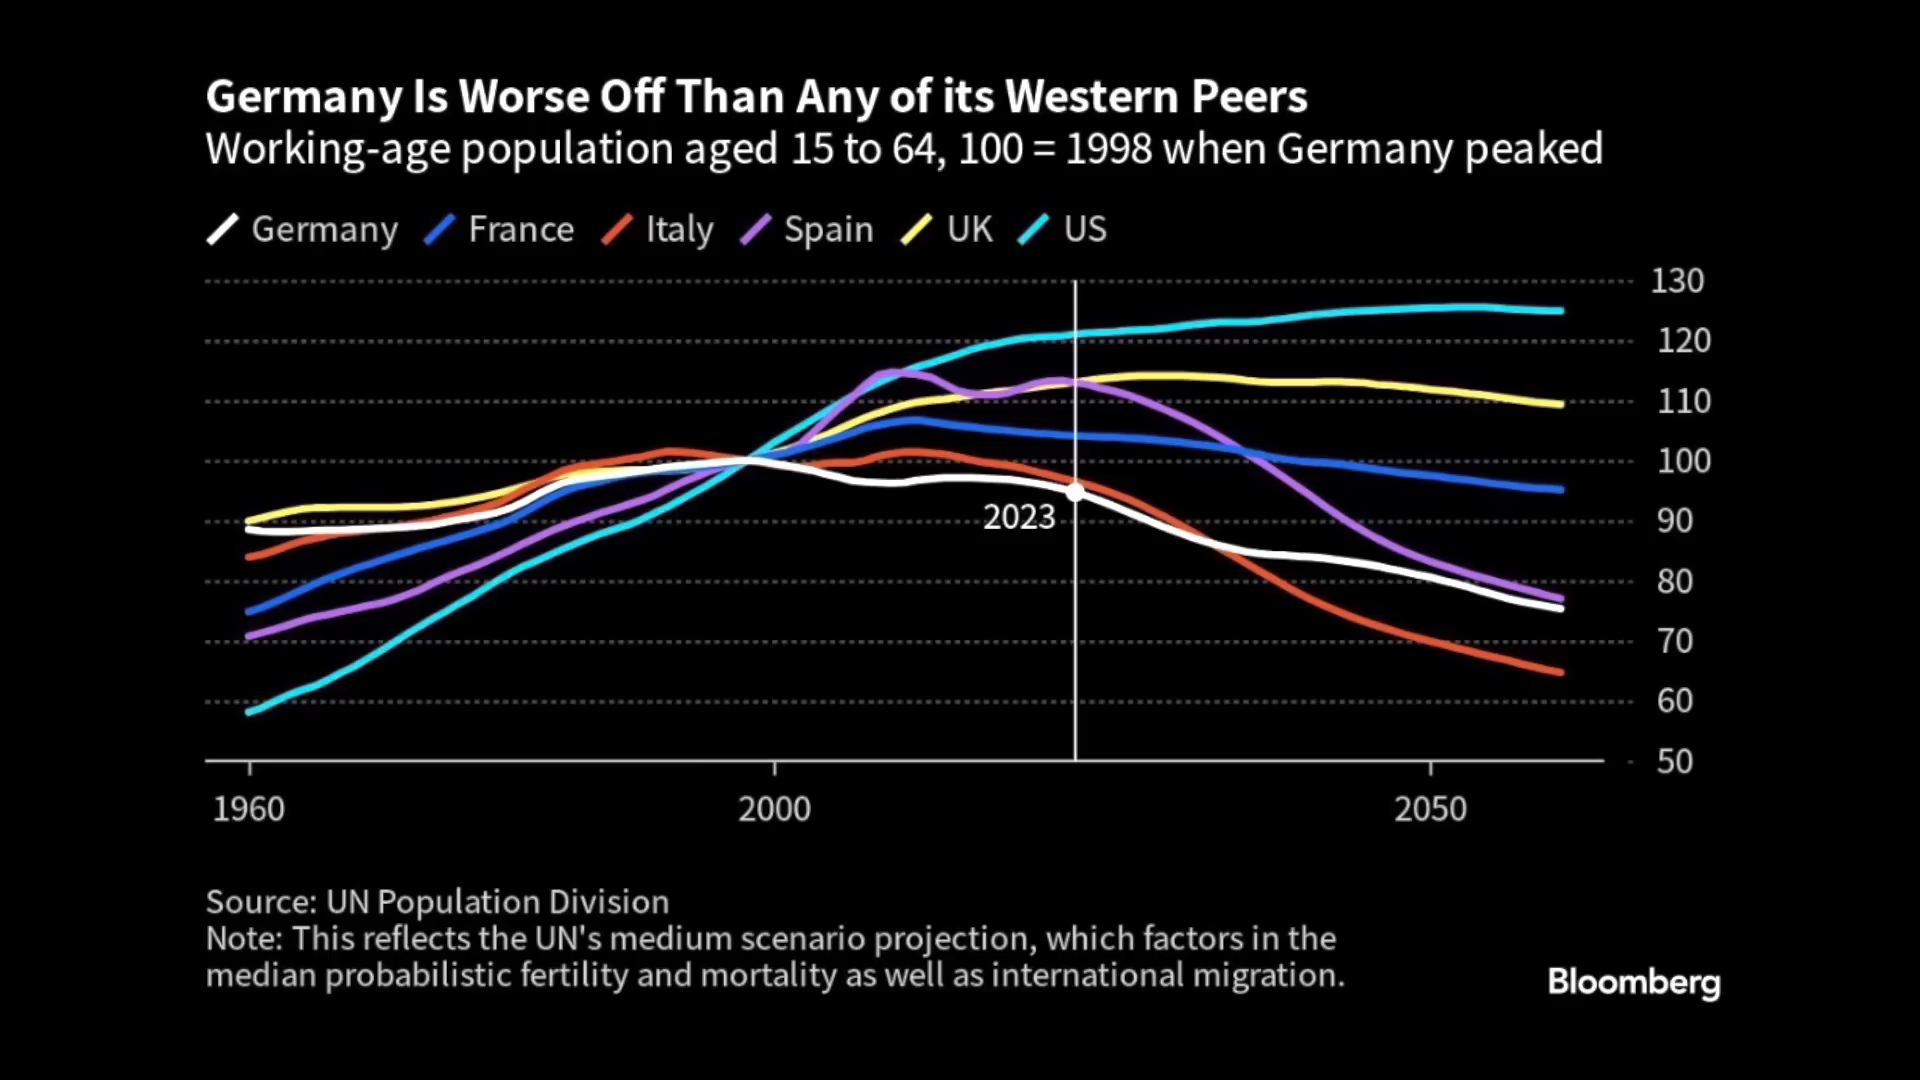 Germany Is Worse Off Than Any of its Western Peers
Working-age population aged 15 to 64, 100 = 1998 when Germany peaked
Germany France Italy Spain UK US
130
120
110
100
90
2023
80
70
60
50
1960 2000 2050
Source: UN Population Division
Note: This reflects the UN's medium scenario projection, which factors in the
median probabilistic fertility and mortality as well as international migration.
Bloomberg